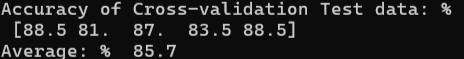 Accuracy of Cross-validation Test data: %
[88.5 81.  87.  83.5 88.5]
Average: %  85.7